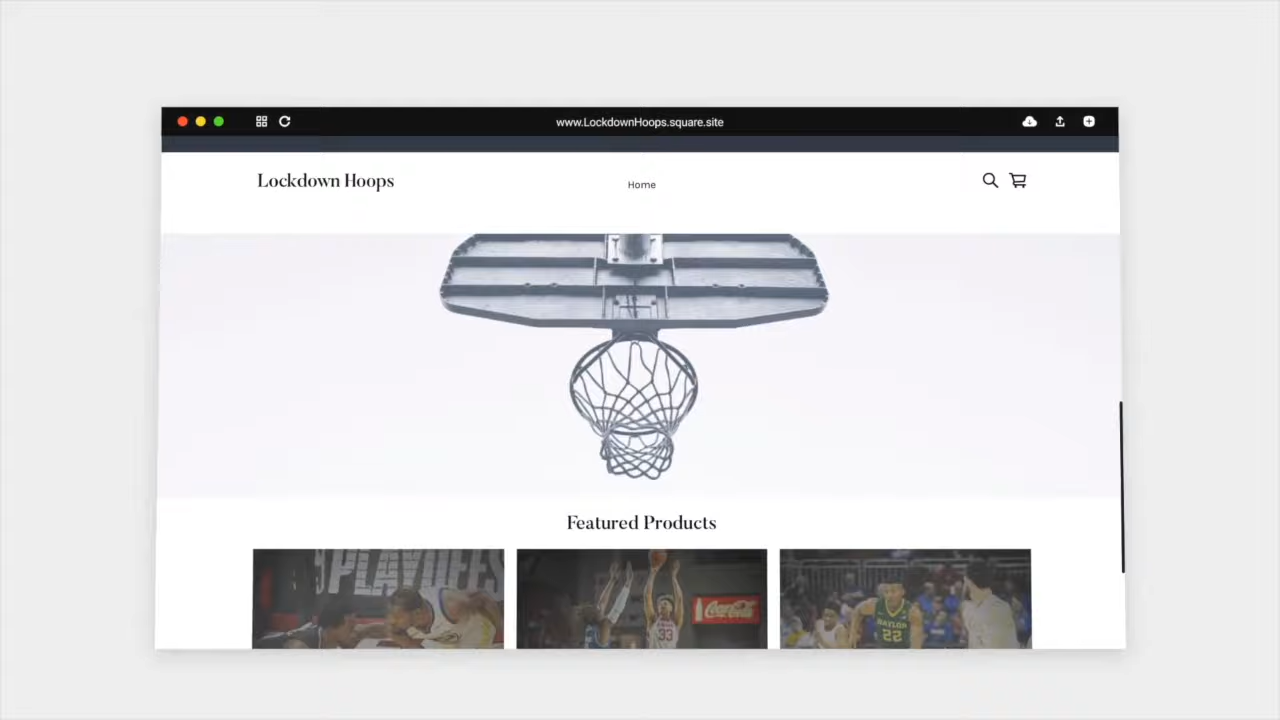 www.LockdownHoops.square.site
Lockdown Hoops
Home
Featured Products
PLAYOFFS
33
Coca-Cola
BAYLOR
22